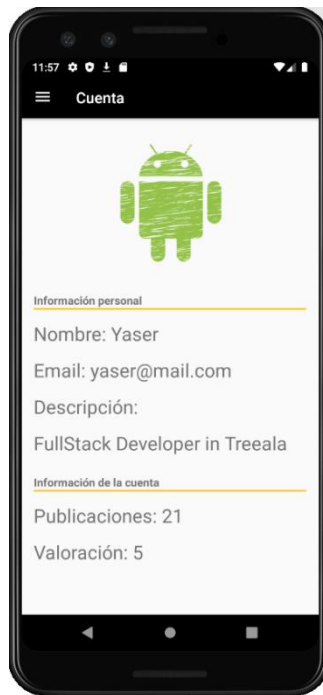 11:57
Cuenta
Información personal
Nombre: Yaser
Email: yaser@mail.com
Descripción:
FullStack Developer in Treeala
Información de la cuenta
Publicaciones: 21
Valoración: 5